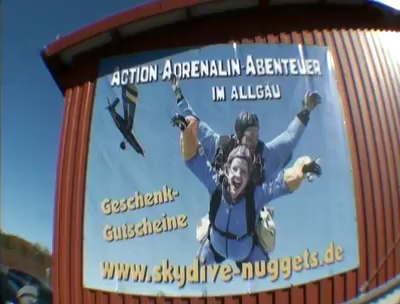 Action-Adrenalin-Abenteuer
im Allgäu
Geschenk-
Gutscheine
www.skydive-nuggets.de